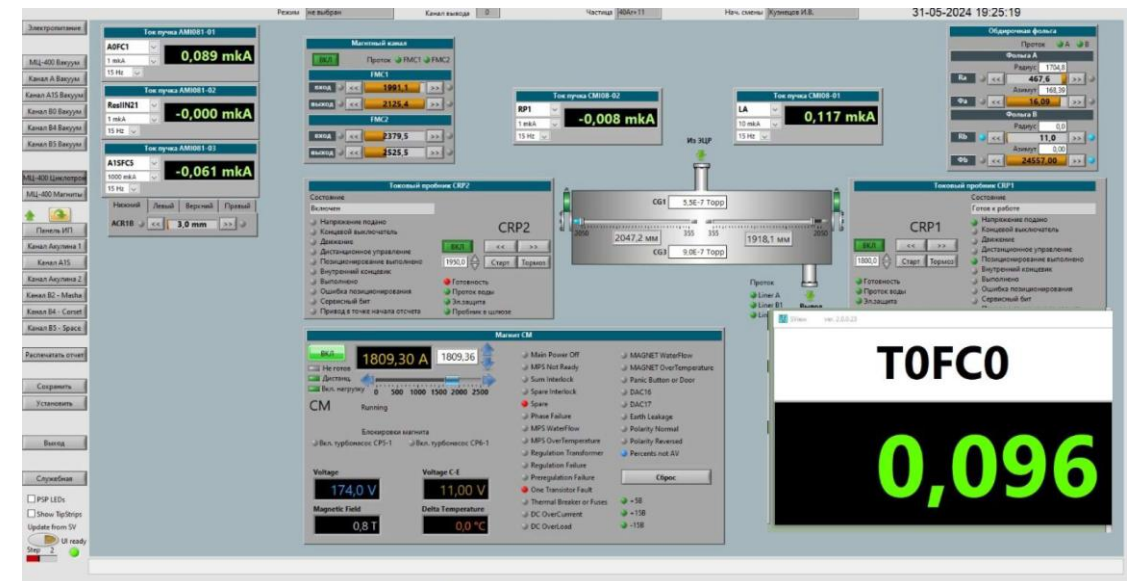 Режим не выбран Канал вывода 0 Частица 40Ar+11 Нач. смены Кузнецов И.В. 31-05-2024 19:25:19
Электропитание
МЦ-400 Вакуум
Канал A Вакуум
Канал A1S Вакуум
Канал B0 Вакуум
Канал B4 Вакуум
Канал B5 Вакуум
МЦ-400 Циклотрон
МЦ-400 Магниты
Панель ИП
Канал Акулина 1
Канал A1S
Канал Акулина 2
Канал B2 - Masha
Канал B4 - Corset
Канал B5 - Space
Распечатать отчет
Сохранить
Установить
Выход
Служебная
PSP LEDs
Show TipStrips
Update from SV
UI ready
Step 2
Ток пучка AMI081-01
A0FC1
1 mkA
15 Hz
0,089 mkA
Ток пучка AMI081-02
RaslIN21
1 mkA
15 Hz
-0,000 mkA
Ток пучка AMI081-03
A1SFC5
1000 mkA
15 Hz
-0,061 mkA
Нижний Левый Верхний Правый
ACR1B << 3,0 mm >>
Магнитный канал
ВКЛ Проток FMC1 FMC2
FMC1
вход << 1991,1 >>
выход << 2125,4 >>
FMC2
вход << 2379,5 >>
выход << 2525,5 >>
Ток пучка CMI08-02
RP1
1 mkA
15 Hz
-0,008 mkA
Ток пучка CMI08-01
LA
10 mkA
15 Hz
0,117 mkA
Обдирочная фольга
Проток A B
Фольга A
Радиус 1704,8
Ra << 467,6 >>
Азимут 168,39
Фа << 16,09 >>
Фольга B
Радиус 0,0
Rb << 11,0 >>
Азимут 0,00
Фb << 24557,00 >>
Из ЭЦР
CG1 5.5E-7 Торр
2050 355 355 2050
2047,2 мм 1918,1 мм
CG3 9.0E-7 Торр
Проток
Liner A
Liner B1
Вывод
Токовый пробник CRP2
Состояние
Включен
Напряжение подано
Концевой выключатель
Движение
Дистанционное управление
Позиционирование выполнено
Внутренний концевик
Выполнено
Ошибка позиционирования
Сервисный бит
Привод в точке начала отсчета
CRP2
ВКЛ << >>
1950,0 Старт Тормоз
Готовность
Проток воды
Эл.защита
Пробник в шлюзе
Токовый пробник CRP1
Состояние
Готов к работе
CRP1
ВКЛ << >>
1800,0 Старт Тормоз
Готовность
Проток воды
Эл.защита
Напряжение подано
Концевой выключатель
Движение
Дистанционное управление
Позиционирование выполнено
Внутренний концевик
Выполнено
Ошибка позиционирования
Сервисный бит
Магнит CM
ВКЛ 1809,30 A 1809,36
Не готов
Дистанц.
Вкл. нагрузку
0 500 1000 1500 2000 2500
CM Running
Блокировки магнита
Вкл. турбонасос CP5-1 Вкл. турбонасос CP6-1
Voltage Voltage C-E
174,0 V 11,00 V
Magnetic Field Delta Temperature
0,8 T 0,0 °C
Main Power Off
MPS Not Ready
Sum Interlock
Spare Interlock
Spare
Phase Failure
MPS WaterFlow
MPS OverTemperature
Regulation Transformer
Regulation Failure
Preregulation Failure
One Transistor Fault
Thermal Breaker or Fuses
DC OverCurrent
DC OverLoad
MAGNET WaterFlow
MAGNET OverTemperature
Panic Button or Door
DAC16
DAC17
Earth Leakage
Polarity Normal
Polarity Reversed
Percents not AV
Сброс
+5В
+15В
-15В
ver. 2.0.0.23
T0FC0
0,096